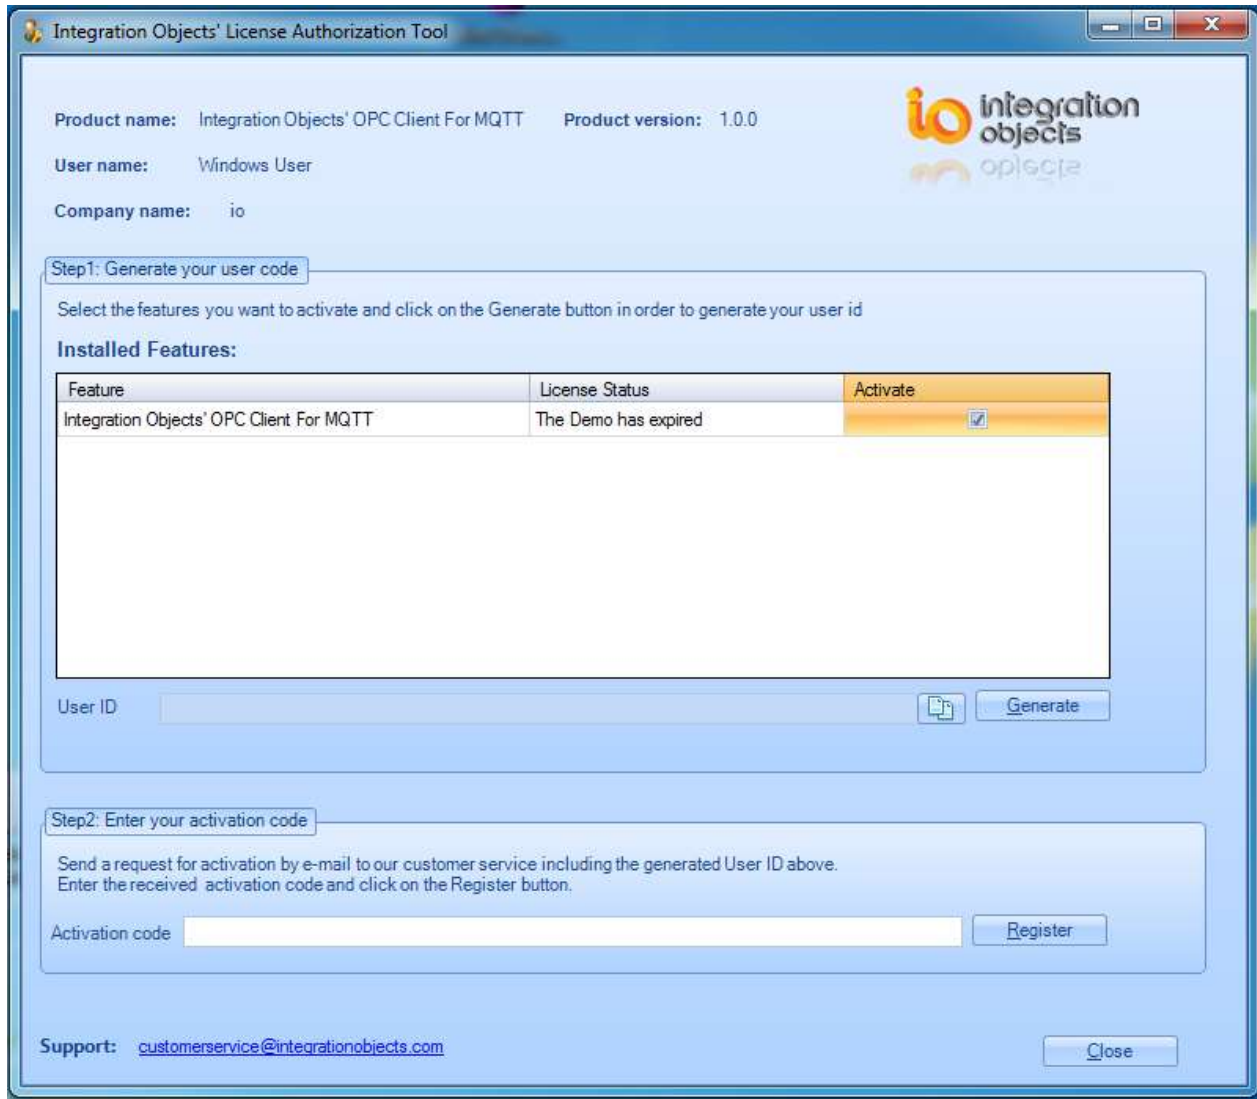 Integration Objects' License Authorization Tool
Product name: Integration Objects' OPC Client For MQTT Product version: 1.0.0
integration
objects
User name: Windows User
Company name: io
Step1: Generate your user code
Select the features you want to activate and click on the Generate button in order to generate your user id
Installed Features:
Feature License Status Activate
Integration Objects' OPC Client For MQTT The Demo has expired
User ID Generate
Step2: Enter your activation code
Send a request for activation by e-mail to our customer service including the generated User ID above.
Enter the received activation code and click on the Register button.
Activation code Register
Support: customerservice@integrationobjects.com
Close